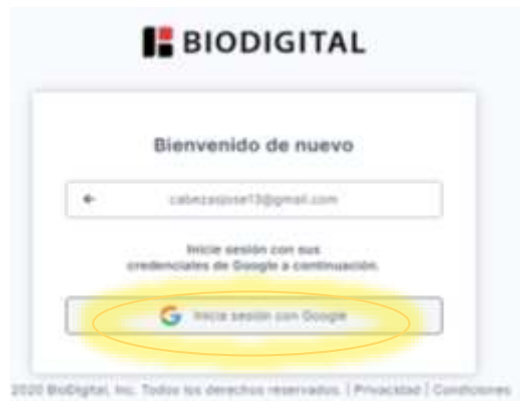 BIODIGITAL
Bienvenido de nuevo
cabezasjose13@gmail.com
Inicie sesión con sus
credenciales de Google a continuación.
Inicie sesión con Google
2020 BioDigital, Inc. Todos los derechos reservados. | Privacidad | Condiciones